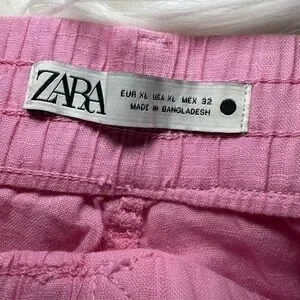 ZARA
EUR XL USA XL MEX 32
MADE IN BANGLADESH